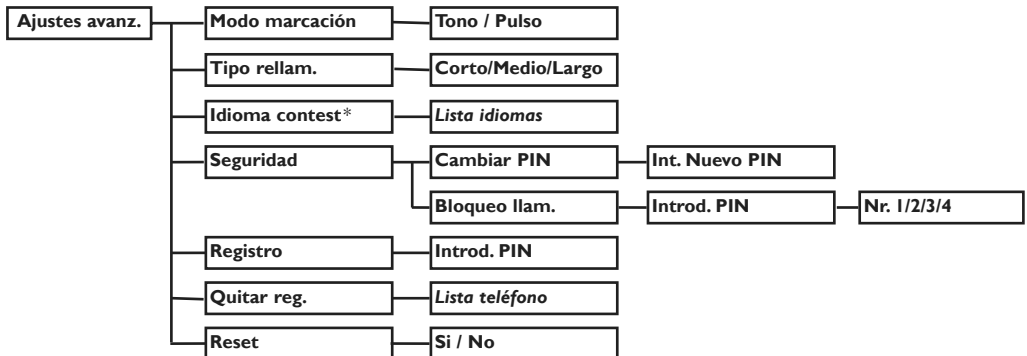 Ajustes avanz. Modo marcación Tono / Pulso
Tipo rellam. Corto/Medio/Largo
Idioma contest* Lista idiomas
Seguridad Cambiar PIN Int. Nuevo PIN
Bloqueo llam. Introd. PIN Nr. 1/2/3/4
Registro Introd. PIN
Quitar reg. Lista teléfono
Reset Si / No